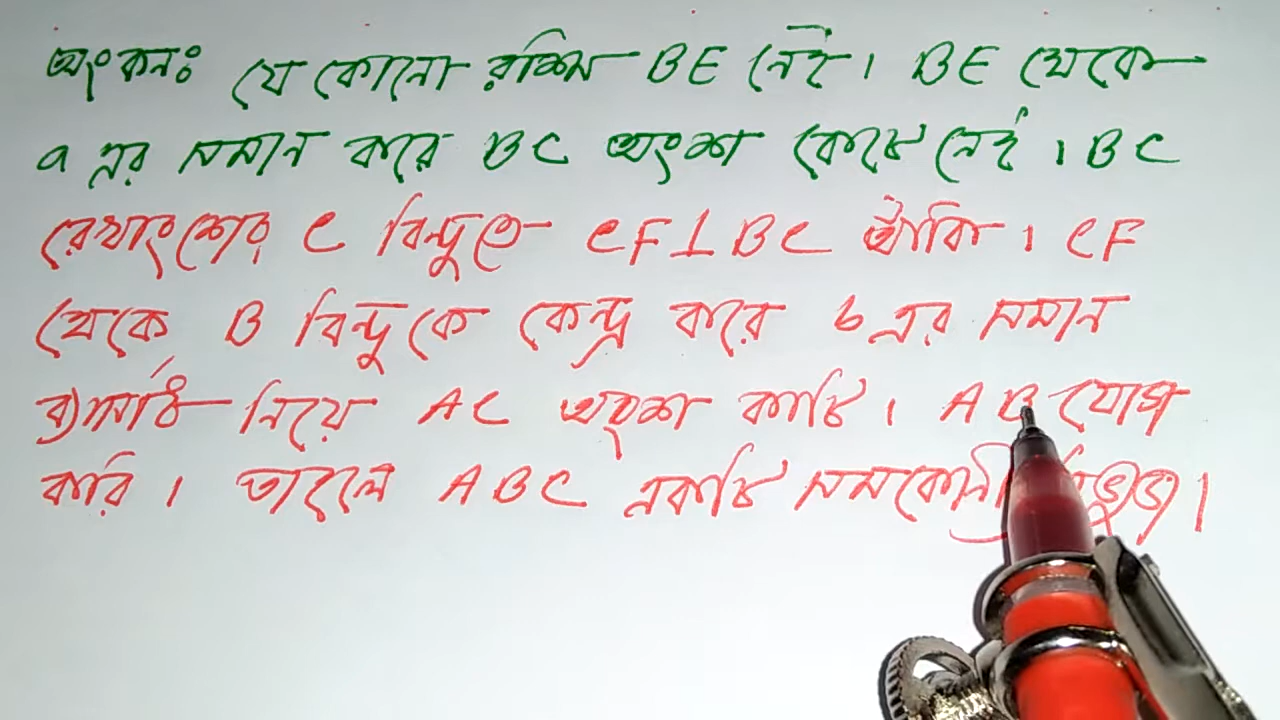 অংকনঃ যে কোনো রশ্মি BE নেই। BE থেকে
a এর সমান করে BC অংশ কেটে নেই। BC
রেখাংশের C বিন্দুতে CF⊥BC আঁকি। CF
থেকে B বিন্দুকে কেন্দ্র করে b এর সমান
ব্যাসার্ধ নিয়ে AC অংশ কাটি। AB যোগ
করি। তাহলে ABC একটি সমকোণী ত্রিভুজ।